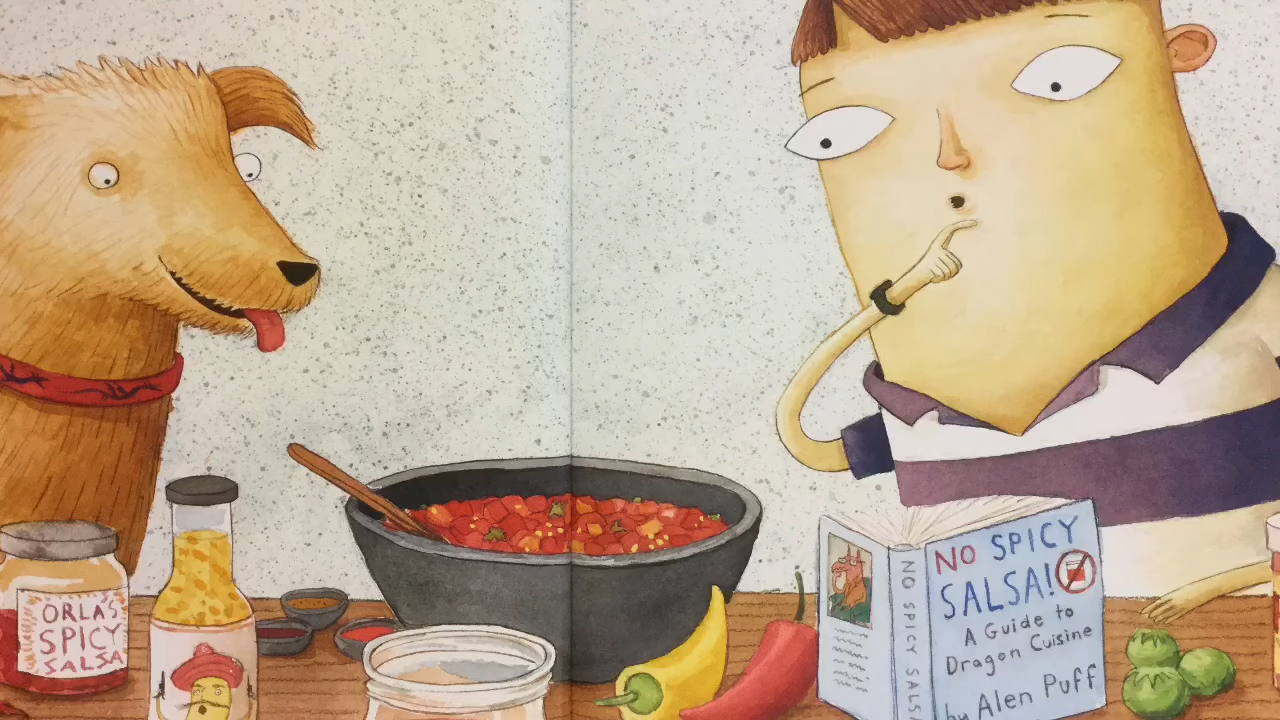 ORLA'S
SPICY
SALSA
NO SPICY SALSA
NO SPICY
SALSA!
A Guide to
Dragon Cuisine
by Alen Puff